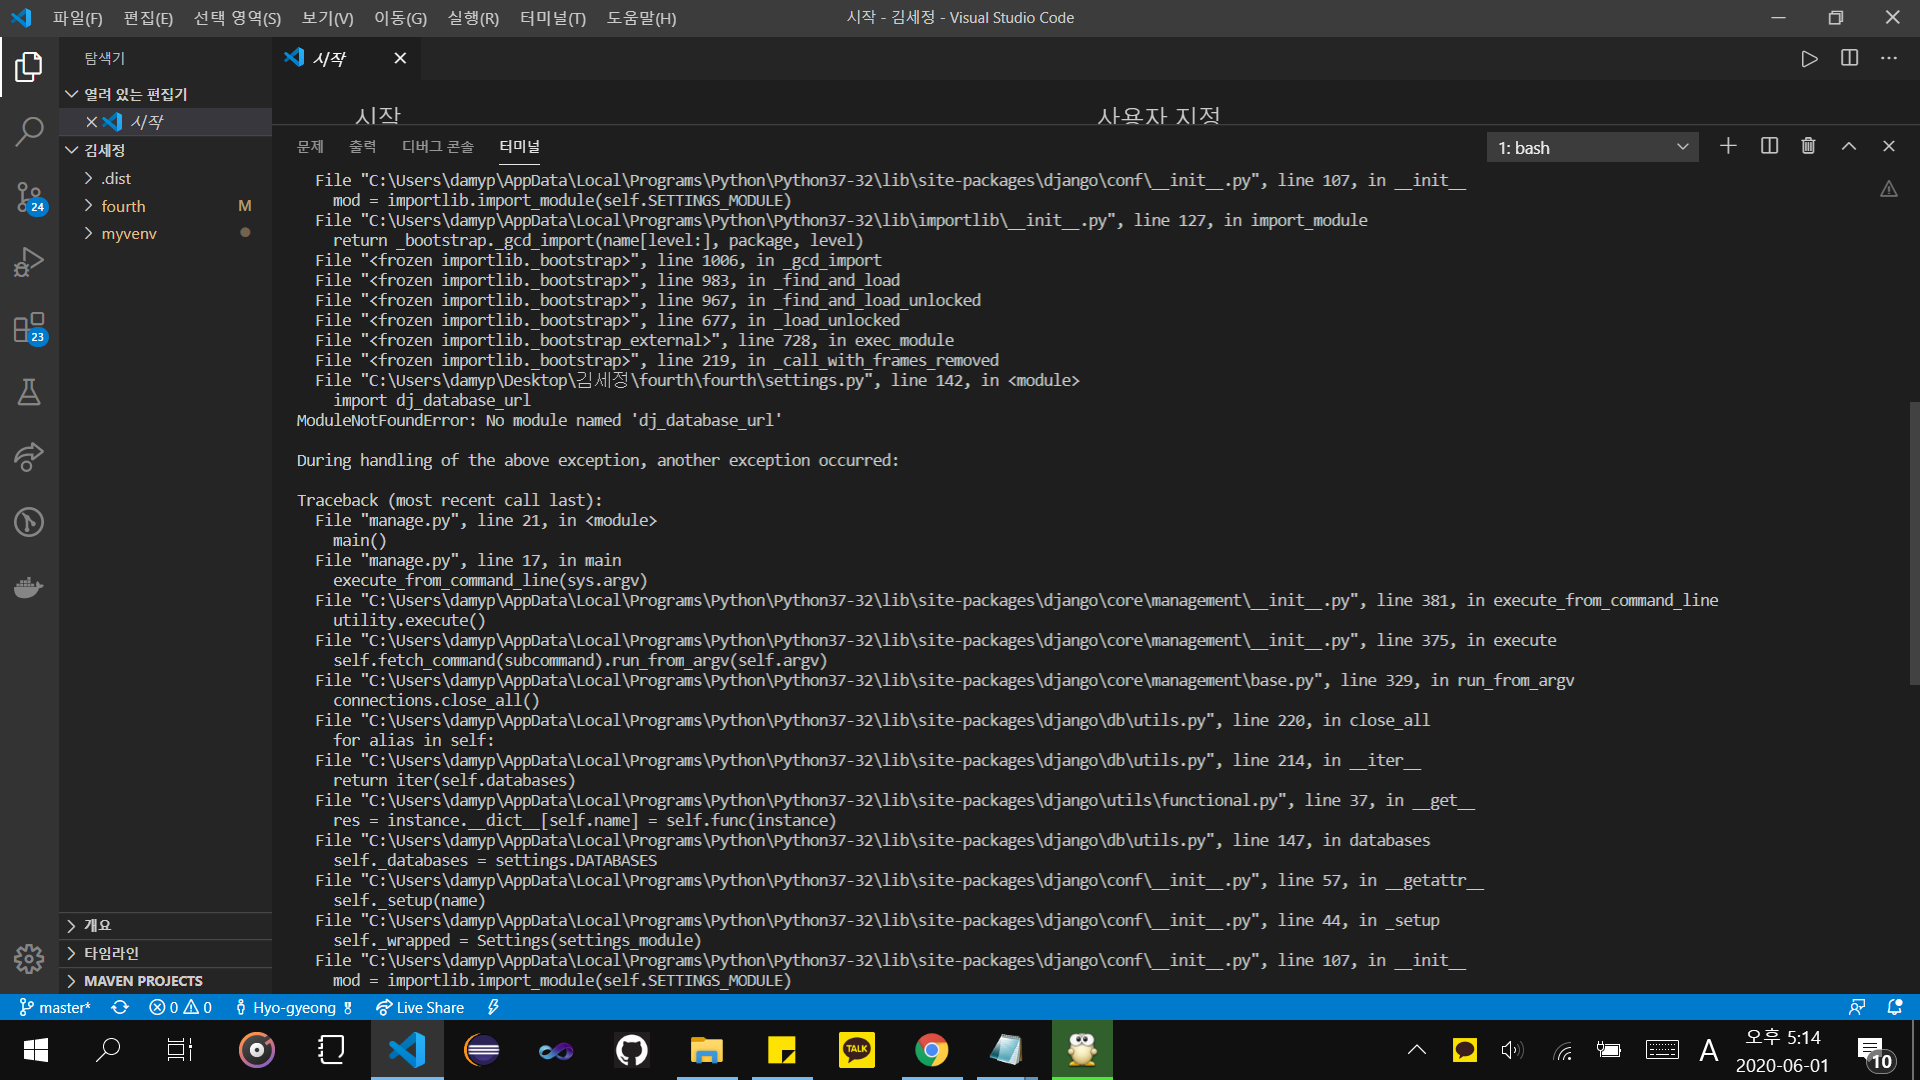 파일(F) 편집(E) 선택 영역(S) 보기(V) 이동(G) 실행(R) 터미널(T) 도움말(H)
시작 - 김세정 - Visual Studio Code
탐색기
열려 있는 편집기
시작
김세정
.dist
fourth M
myvenv
개요
타임라인
MAVEN PROJECTS
24
23
시작
시작 사용자 지정
문제 출력 디버그 콘솔 터미널
1: bash
File "C:\Users\damyp\AppData\Local\Programs\Python\Python37-32\lib\site-packages\django\conf\__init__.py", line 107, in __init__
mod = importlib.import_module(self.SETTINGS_MODULE)
File "C:\Users\damyp\AppData\Local\Programs\Python\Python37-32\lib\importlib\__init__.py", line 127, in import_module
return _bootstrap._gcd_import(name[level:], package, level)
File "<frozen importlib._bootstrap>", line 1006, in _gcd_import
File "<frozen importlib._bootstrap>", line 983, in _find_and_load
File "<frozen importlib._bootstrap>", line 967, in _find_and_load_unlocked
File "<frozen importlib._bootstrap>", line 677, in _load_unlocked
File "<frozen importlib._bootstrap_external>", line 728, in exec_module
File "<frozen importlib._bootstrap>", line 219, in _call_with_frames_removed
File "C:\Users\damyp\Desktop\김세정\fourth\fourth\settings.py", line 142, in <module>
import dj_database_url
ModuleNotFoundError: No module named 'dj_database_url'
During handling of the above exception, another exception occurred:
Traceback (most recent call last):
File "manage.py", line 21, in <module>
main()
File "manage.py", line 17, in main
execute_from_command_line(sys.argv)
File "C:\Users\damyp\AppData\Local\Programs\Python\Python37-32\lib\site-packages\django\core\management\__init__.py", line 381, in execute_from_command_line
utility.execute()
File "C:\Users\damyp\AppData\Local\Programs\Python\Python37-32\lib\site-packages\django\core\management\__init__.py", line 375, in execute
self.fetch_command(subcommand).run_from_argv(self.argv)
File "C:\Users\damyp\AppData\Local\Programs\Python\Python37-32\lib\site-packages\django\core\management\base.py", line 329, in run_from_argv
connections.close_all()
File "C:\Users\damyp\AppData\Local\Programs\Python\Python37-32\lib\site-packages\django\db\utils.py", line 220, in close_all
for alias in self:
File "C:\Users\damyp\AppData\Local\Programs\Python\Python37-32\lib\site-packages\django\db\utils.py", line 214, in __iter__
return iter(self.databases)
File "C:\Users\damyp\AppData\Local\Programs\Python\Python37-32\lib\site-packages\django\utils\functional.py", line 37, in __get__
res = instance.__dict__[self.name] = self.func(instance)
File "C:\Users\damyp\AppData\Local\Programs\Python\Python37-32\lib\site-packages\django\db\utils.py", line 147, in databases
self._databases = settings.DATABASES
File "C:\Users\damyp\AppData\Local\Programs\Python\Python37-32\lib\site-packages\django\conf\__init__.py", line 57, in __getattr__
self._setup(name)
File "C:\Users\damyp\AppData\Local\Programs\Python\Python37-32\lib\site-packages\django\conf\__init__.py", line 44, in _setup
self._wrapped = Settings(settings_module)
File "C:\Users\damyp\AppData\Local\Programs\Python\Python37-32\lib\site-packages\django\conf\__init__.py", line 107, in __init__
mod = importlib.import_module(self.SETTINGS_MODULE)
master* 0 0 Hyo-gyeong Live Share
TALK
A
오후 5:14
2020-06-01
10